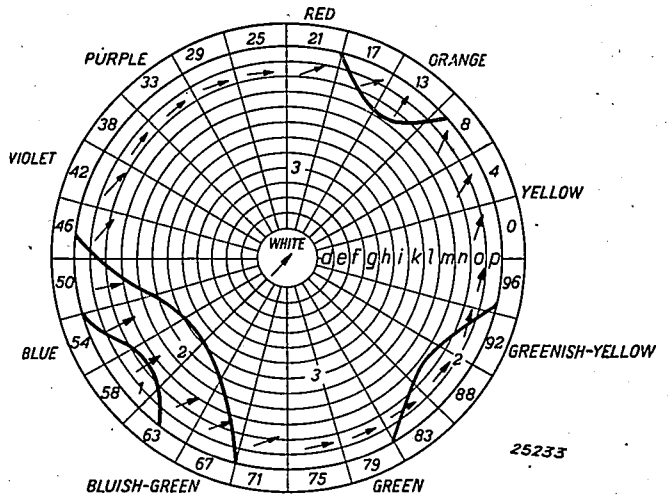 RED
ORANGE
YELLOW
GREENISH-YELLOW
GREEN
BLUISH-GREEN
BLUE
VIOLET
PURPLE
21
17
13
8
4
0
96
92
88
83
79
75
71
67
63
58
54
50
46
42
38
33
29
25
3
WHITE
d e f g h i k l m n o p
2
1
3
2
25233